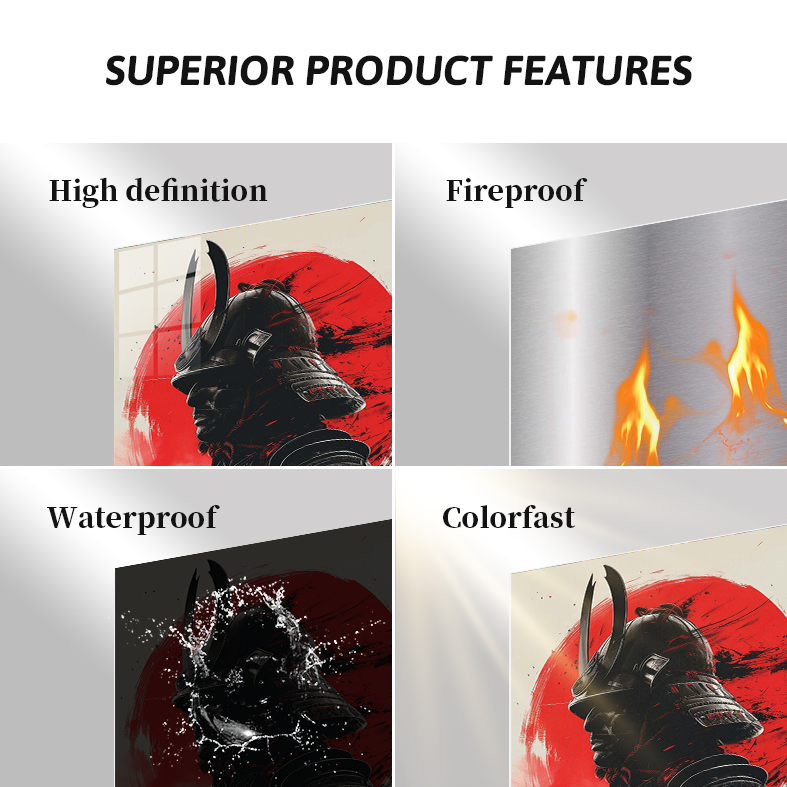 SUPERIOR PRODUCT FEATURES
High definition
Fireproof
Waterproof
Colorfast